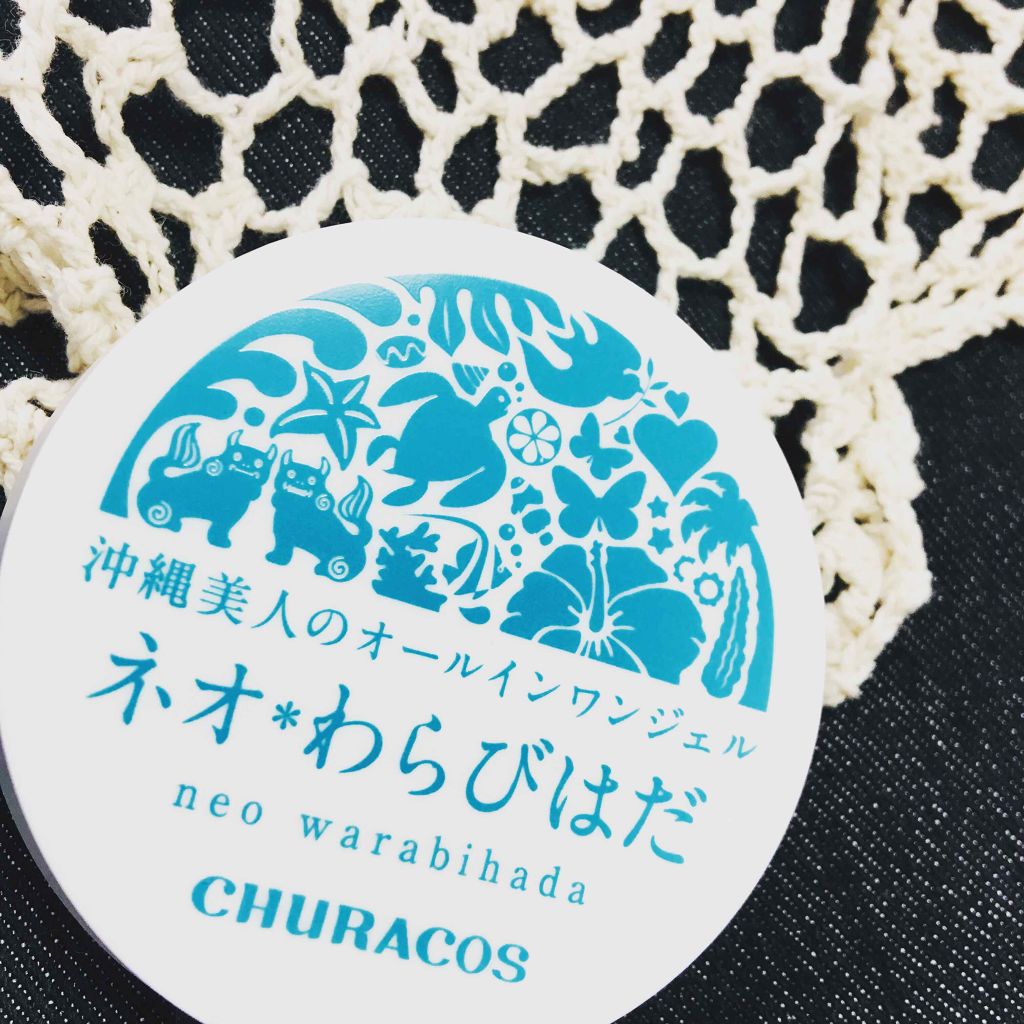 沖縄美人のオールインワンジェル
ネオ*わらびはだ
neo warabihada
CHURACOS